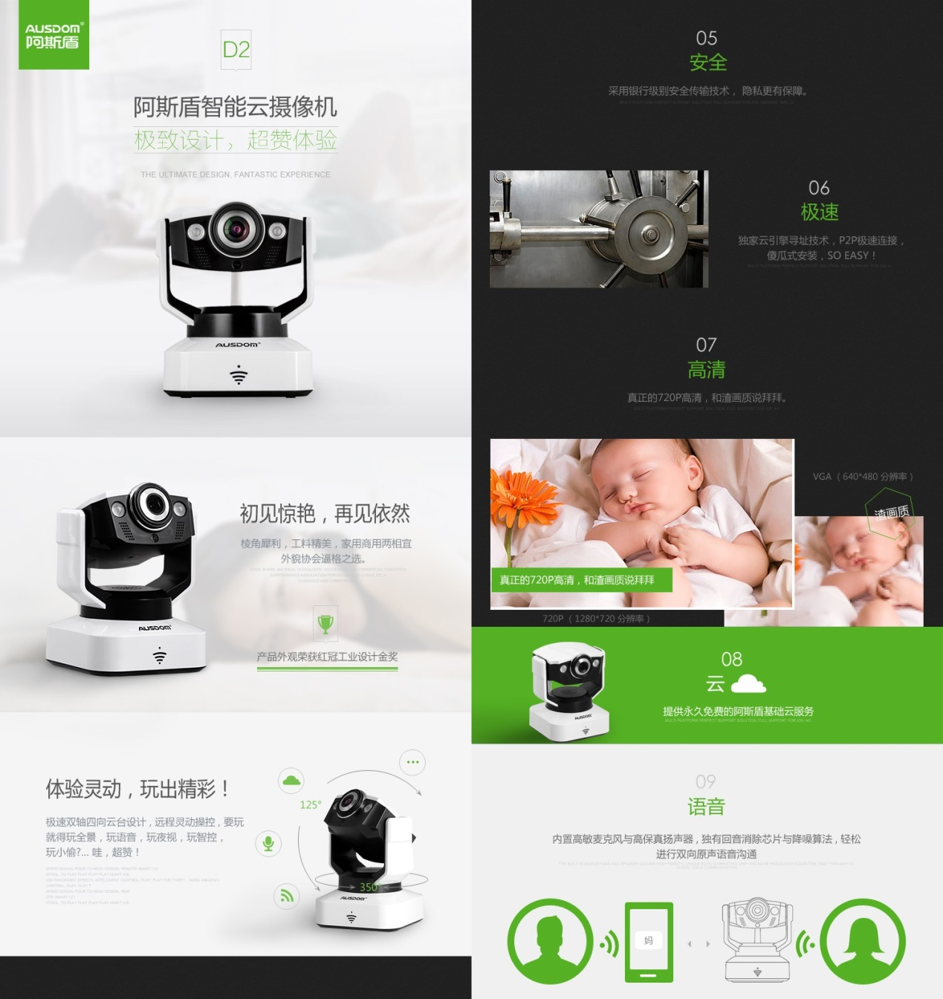 AUSDOM®
阿斯盾
D2
阿斯盾智能云摄像机
极致设计，超赞体验
THE ULTIMATE DESIGN. FANTASTIC EXPERIENCE
AUSDOM®
初见惊艳，再见依然
棱角犀利，工料精美，家用商用两相宜
外貌协会逼格之选。
产品外观荣获红冠工业设计金奖
AUSDOM®
体验灵动，玩出精彩！
极速双轴四向云台设计，远程灵动操控，要玩
就得玩全景，玩语音，玩夜视，玩智控，
玩小偷?... 哇，超赞！
125°
350°
AUSDOM®
05
安全
采用银行级别安全传输技术，隐私更有保障。
06
极速
独家云引擎寻址技术，P2P极速连接，
傻瓜式安装，SO EASY！
07
高清
真正的720P高清，和渣画质说拜拜。
VGA（640*480 分辨率）
渣画质
真正的720P高清，和渣画质说拜拜
720P（1280*720 分辨率）
08
云
提供永久免费的阿斯盾基础云服务
AUSDOM®
09
语音
内置高敏麦克风与高保真扬声器，独有回音消除芯片与降噪算法，轻松
进行双向原声语音沟通
妈